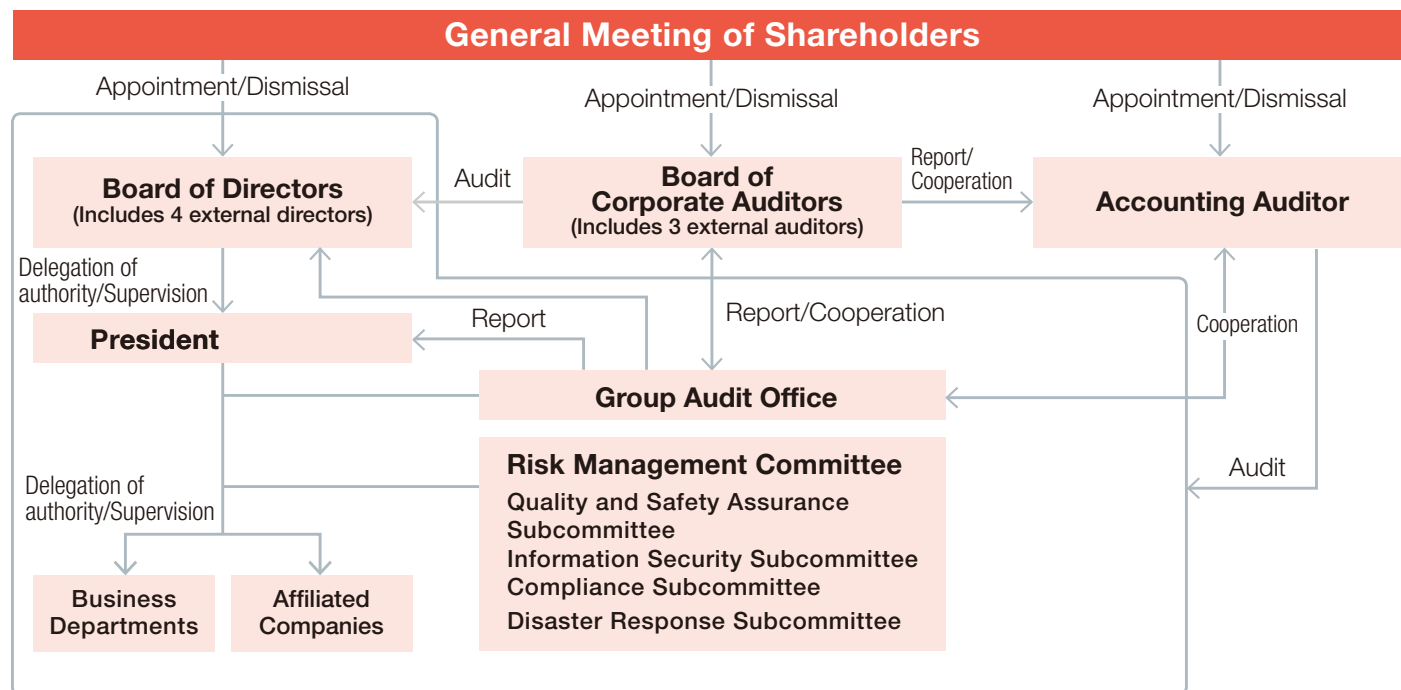 General Meeting of Shareholders
Appointment/Dismissal
Appointment/Dismissal
Appointment/Dismissal
Board of Directors
(Includes 4 external directors)
Audit
Board of
Corporate Auditors
(Includes 3 external auditors)
Report/
Cooperation
Accounting Auditor
Delegation of
authority/Supervision
President
Report
Report/Cooperation
Cooperation
Group Audit Office
Risk Management Committee
Quality and Safety Assurance
Subcommittee
Information Security Subcommittee
Compliance Subcommittee
Disaster Response Subcommittee
Audit
Delegation of
authority/Supervision
Business
Departments
Affiliated
Companies